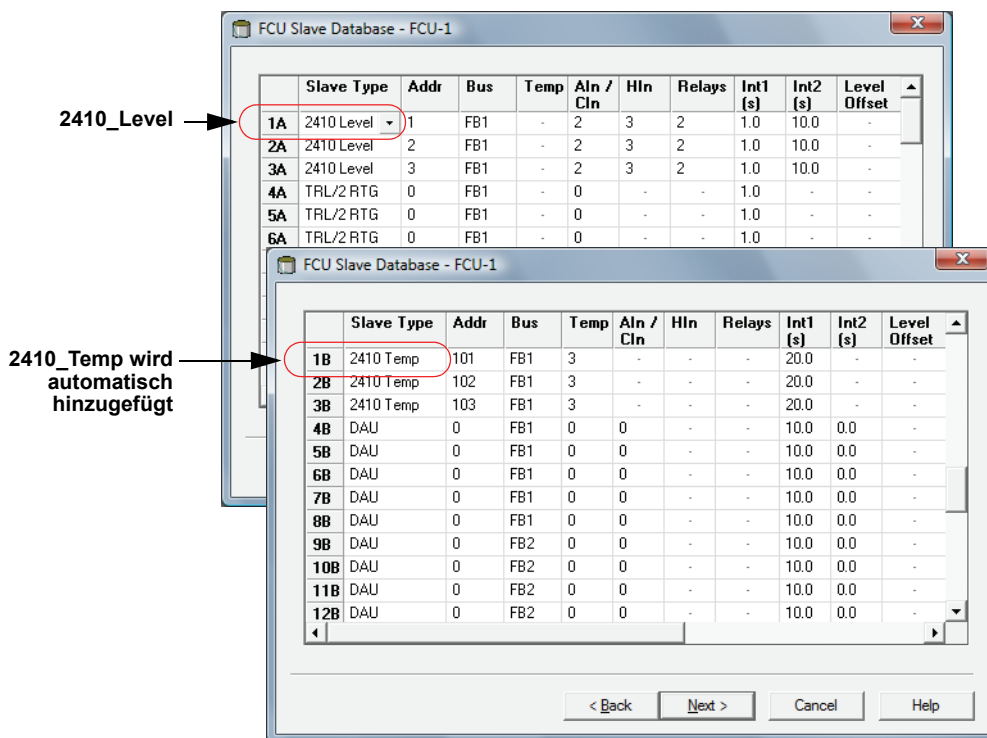 FCU Slave Database - FCU-1
Slave Type Addr Bus Temp AIn / CIn HIn Relays Int1 (s) Int2 (s) Level Offset
2410_Level
1A 2410 Level 1 FB1 - 2 3 2 1.0 10.0 -
2A 2410 Level 2 FB1 - 2 3 2 1.0 10.0 -
3A 2410 Level 3 FB1 - 2 3 2 1.0 10.0 -
4A TRL/2 RTG 0 FB1 - 0 - - 1.0 - -
5A TRL/2 RTG 0 FB1 - 0 - - 1.0 - -
6A TRL/2 RTG 0 FB1 - 0 - - 1.0 - -
FCU Slave Database - FCU-1
Slave Type Addr Bus Temp AIn / CIn HIn Relays Int1 (s) Int2 (s) Level Offset
2410_Temp wird
automatisch
hinzugefügt
1B 2410 Temp 101 FB1 3 - - - 20.0 - -
2B 2410 Temp 102 FB1 3 - - - 20.0 - -
3B 2410 Temp 103 FB1 3 - - - 20.0 - -
4B DAU 0 FB1 0 0 - - 10.0 0.0 -
5B DAU 0 FB1 0 0 - - 10.0 0.0 -
6B DAU 0 FB1 0 0 - - 10.0 0.0 -
7B DAU 0 FB1 0 0 - - 10.0 0.0 -
8B DAU 0 FB1 0 0 - - 10.0 0.0 -
9B DAU 0 FB2 0 0 - - 10.0 0.0 -
10B DAU 0 FB2 0 0 - - 10.0 0.0 -
11B DAU 0 FB2 0 0 - - 10.0 0.0 -
12B DAU 0 FB2 0 0 - - 10.0 0.0 -
< Back Next > Cancel Help